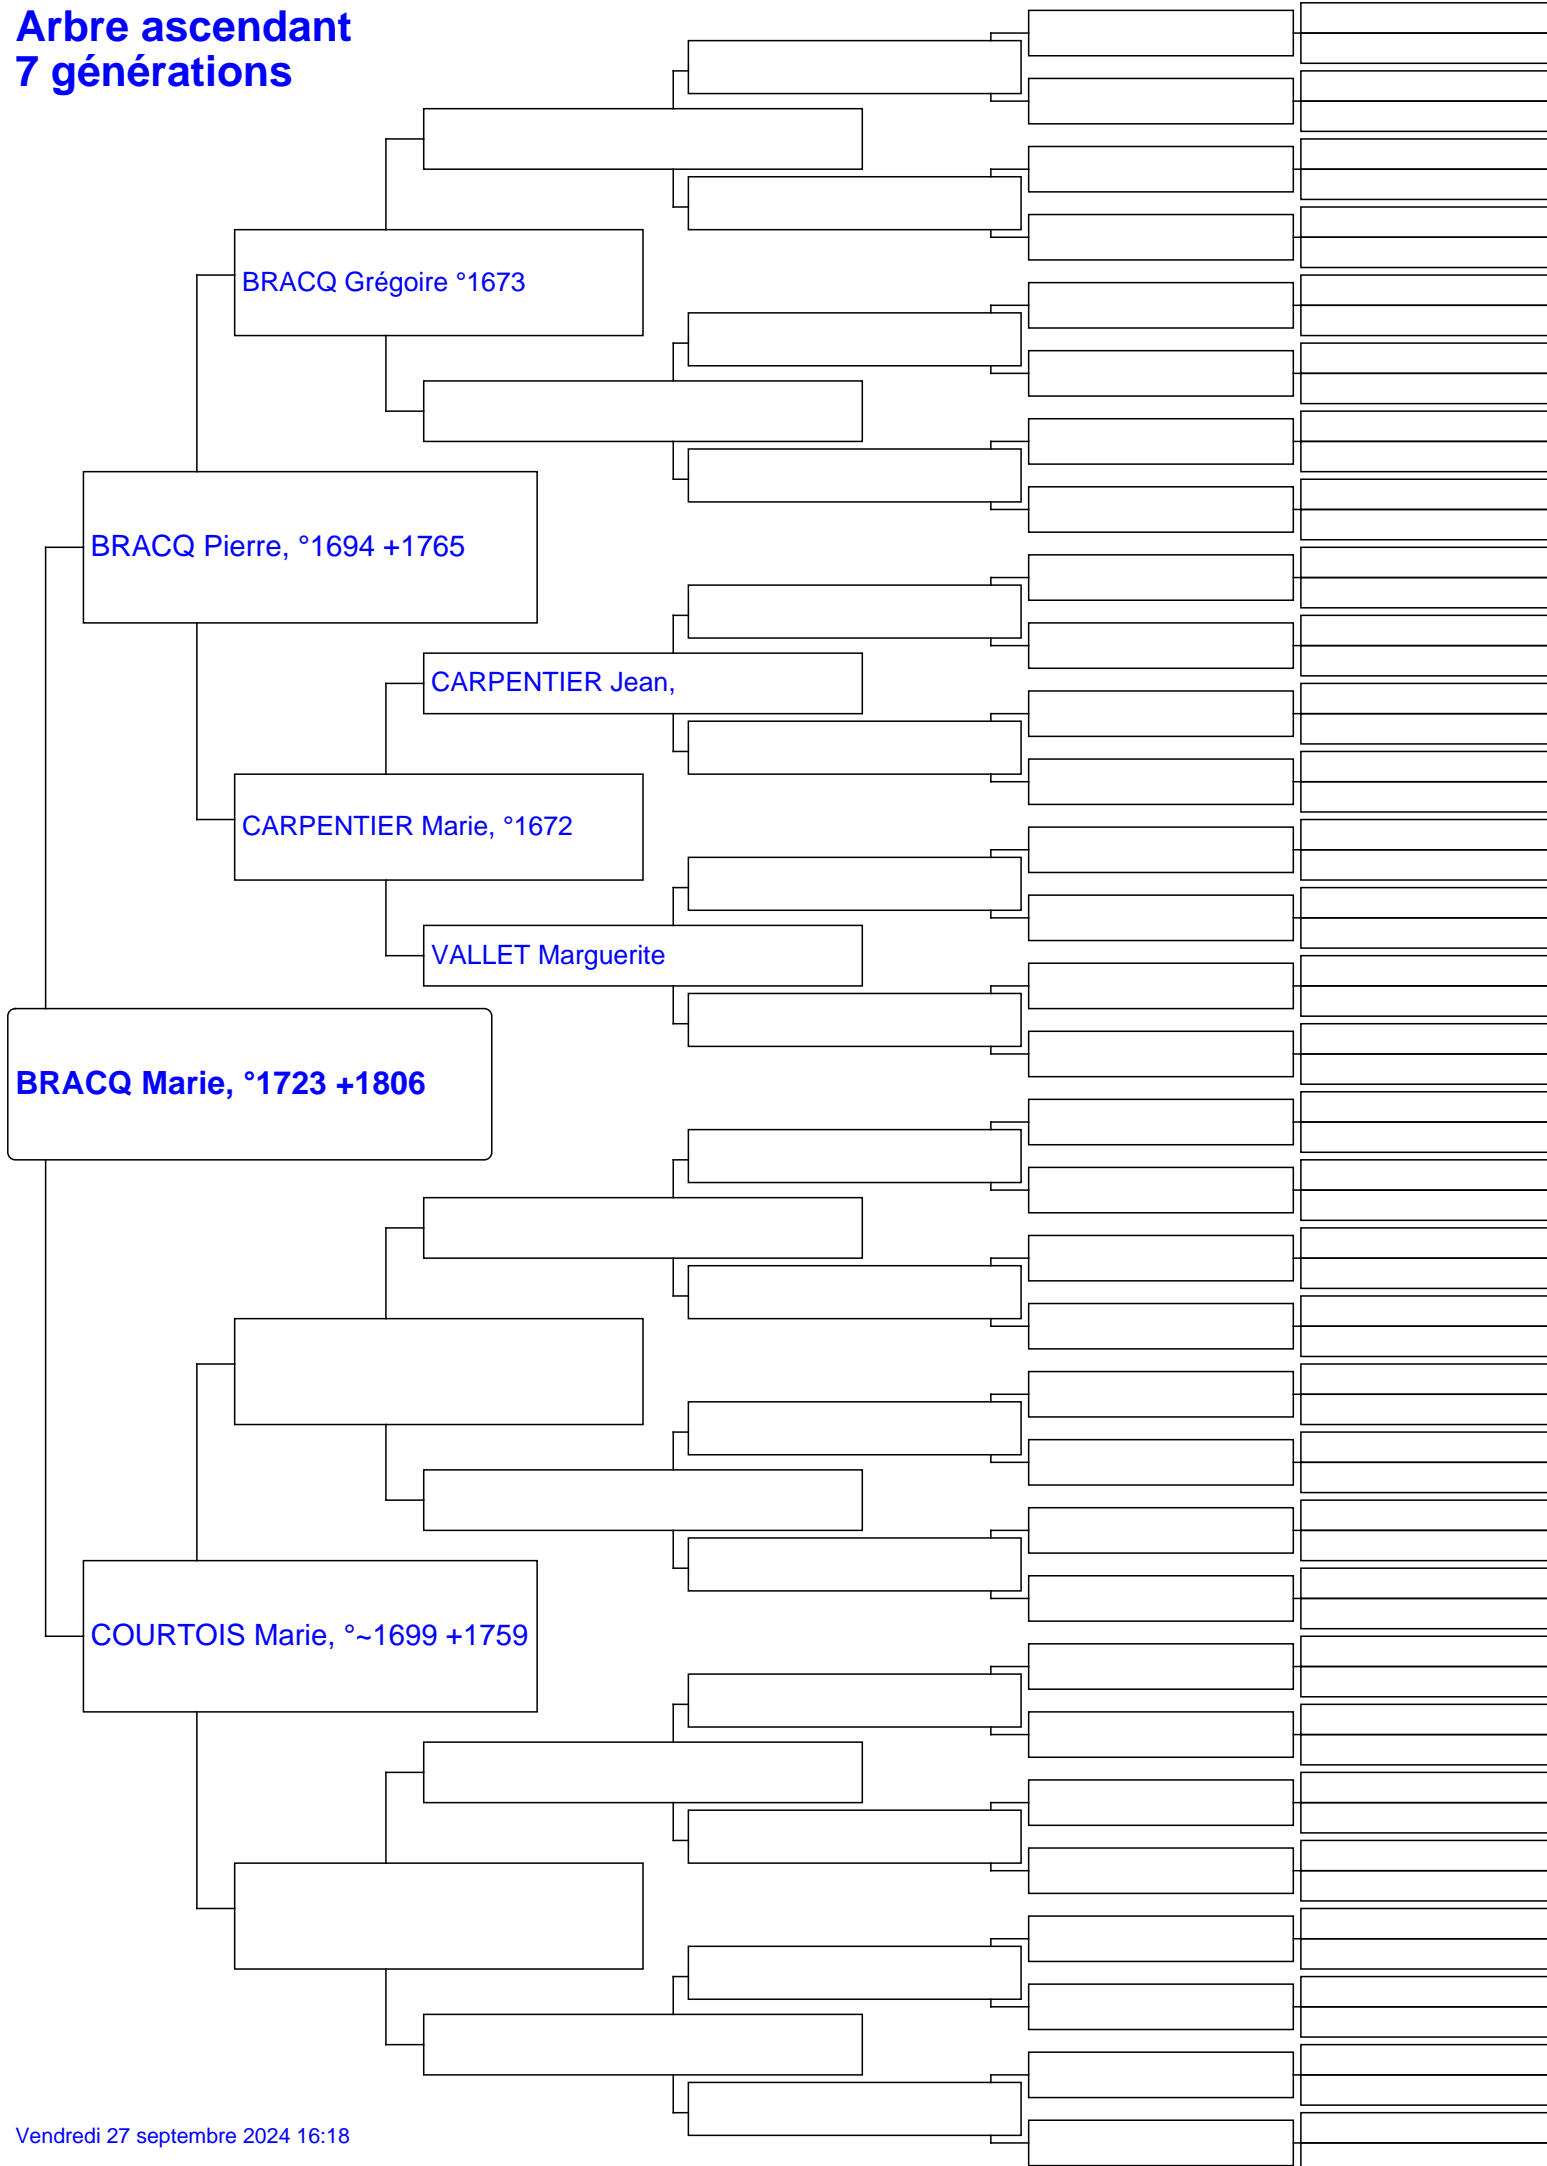 Arbre ascendant
7 générations
BRACQ Grégoire °1673
BRACQ Pierre, °1694 +1765
CARPENTIER Jean,
CARPENTIER Marie, °1672
VALLET Marguerite
BRACQ Marie, °1723 +1806
COURTOIS Marie, °~1699 +1759
Vendredi 27 septembre 2024 16:18